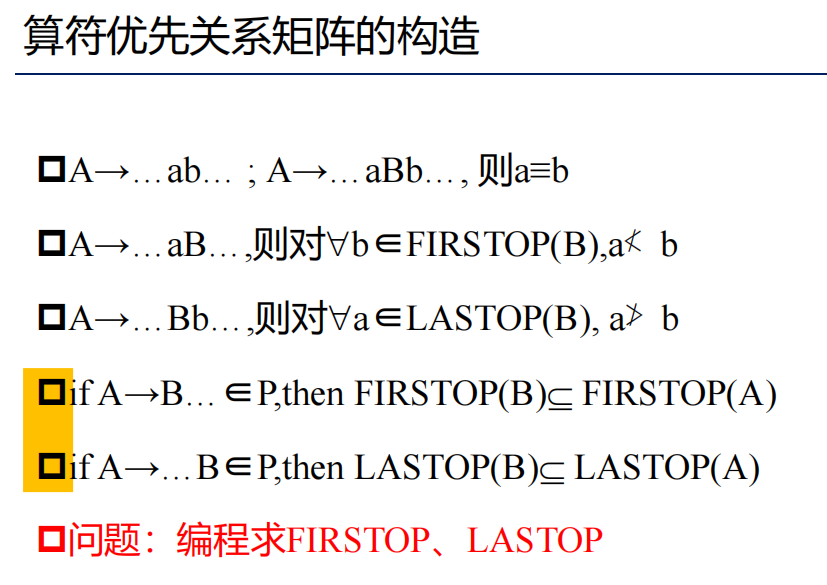 算符优先关系矩阵的构造
A→…ab… ; A→…aBb…, 则a≡b
A→…aB…,则对∀b∈FIRSTOP(B),a⋖ b
A→…Bb…,则对∀a∈LASTOP(B), a⋗ b
if A→B… ∈P,then FIRSTOP(B)⊆ FIRSTOP(A)
if A→…B∈P,then LASTOP(B)⊆ LASTOP(A)
问题：编程求FIRSTOP、LASTOP